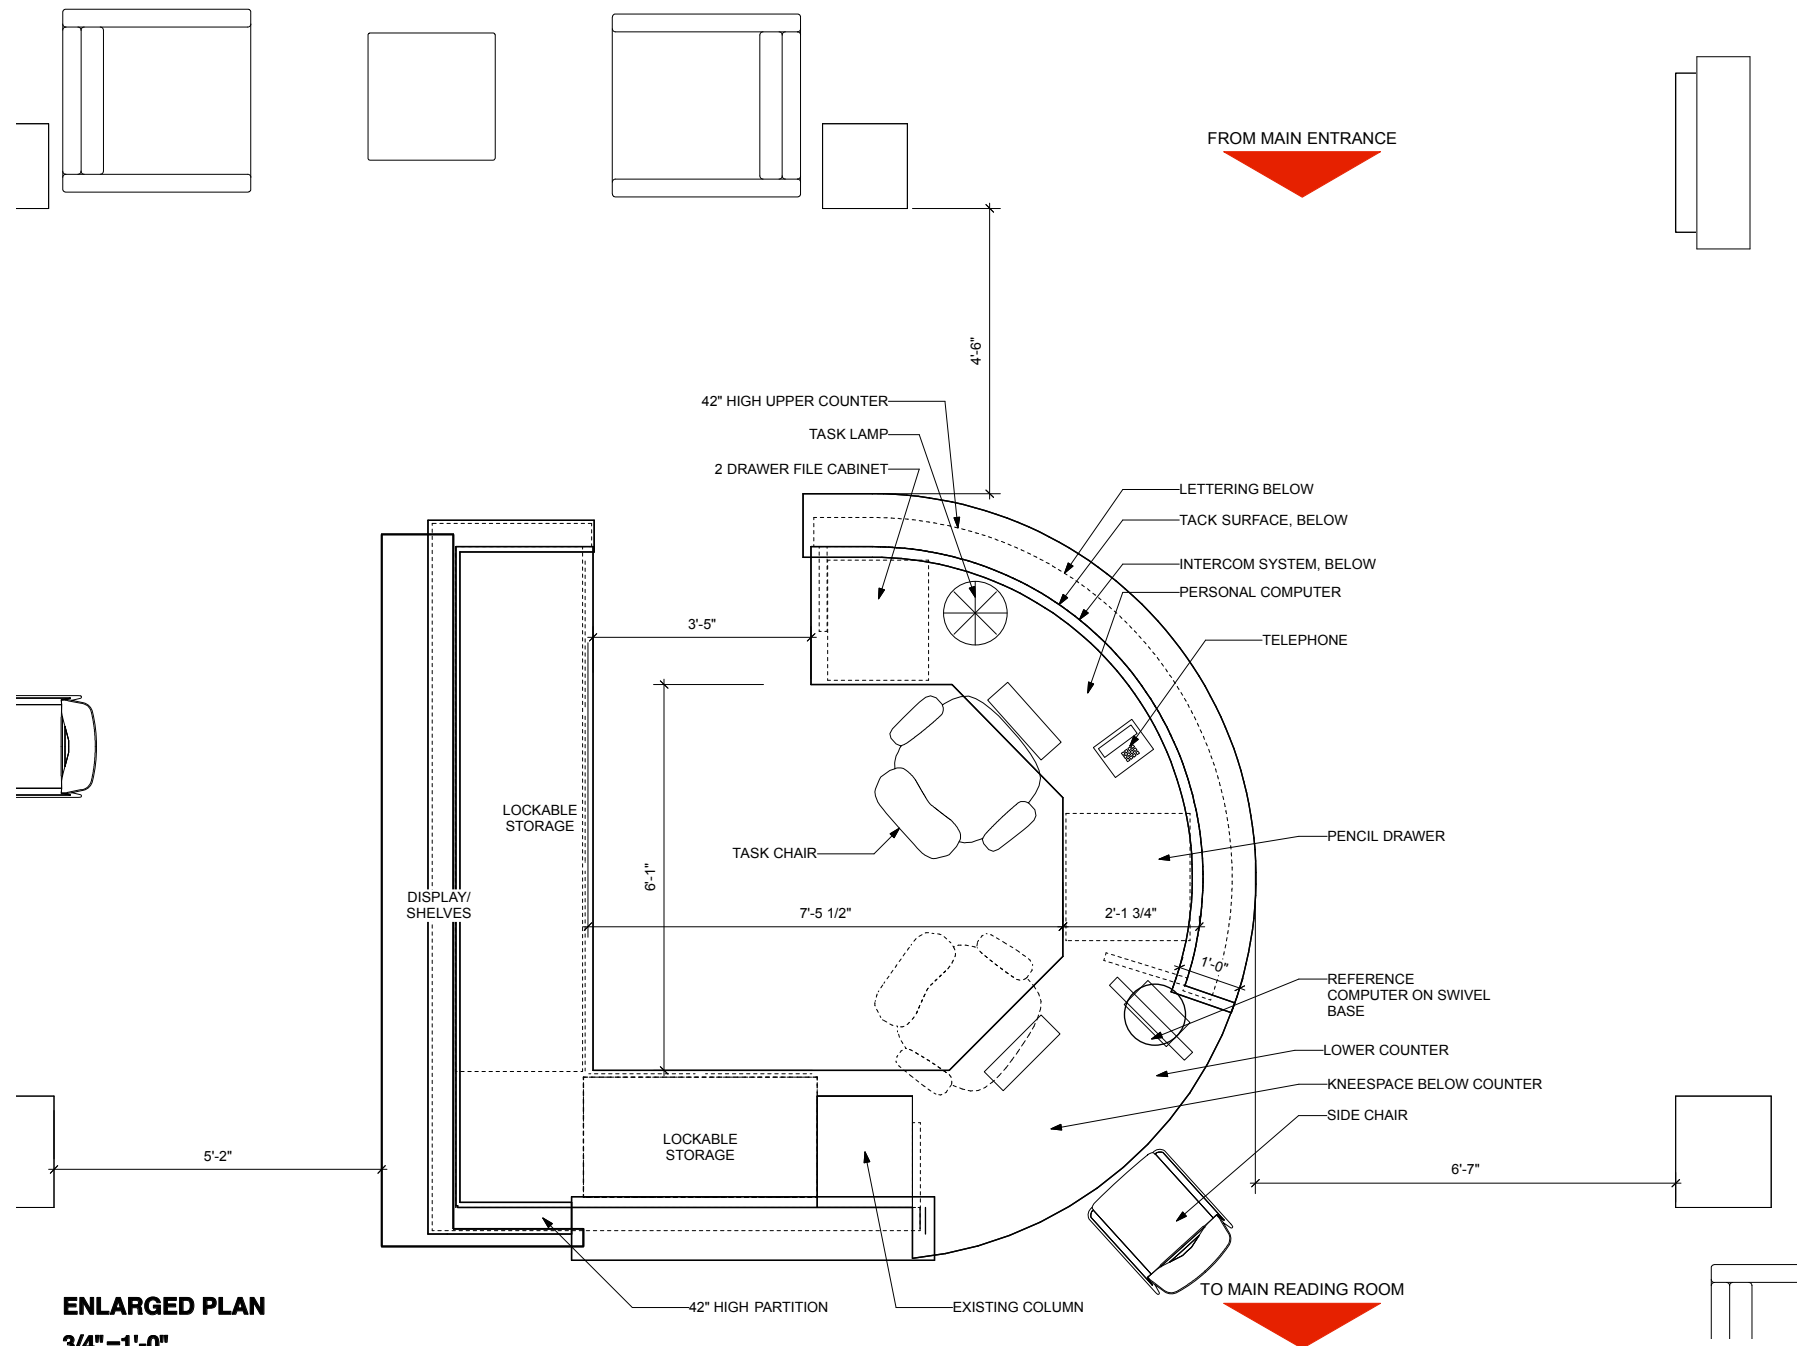 FROM MAIN ENTRANCE
4'-6"
42" HIGH UPPER COUNTER
TASK LAMP
2 DRAWER FILE CABINET
LETTERING BELOW
TACK SURFACE, BELOW
INTERCOM SYSTEM, BELOW
PERSONAL COMPUTER
3'-5"
TELEPHONE
LOCKABLE
STORAGE
PENCIL DRAWER
TASK CHAIR
6'-1"
DISPLAY/
SHELVES
7'-5 1/2"
2'-1 3/4"
1'-0"
REFERENCE
COMPUTER ON SWIVEL
BASE
LOWER COUNTER
KNEESPACE BELOW COUNTER
SIDE CHAIR
LOCKABLE
STORAGE
5'-2"
6'-7"
TO MAIN READING ROOM
42" HIGH PARTITION
EXISTING COLUMN
ENLARGED PLAN
3/4"=1'-0"